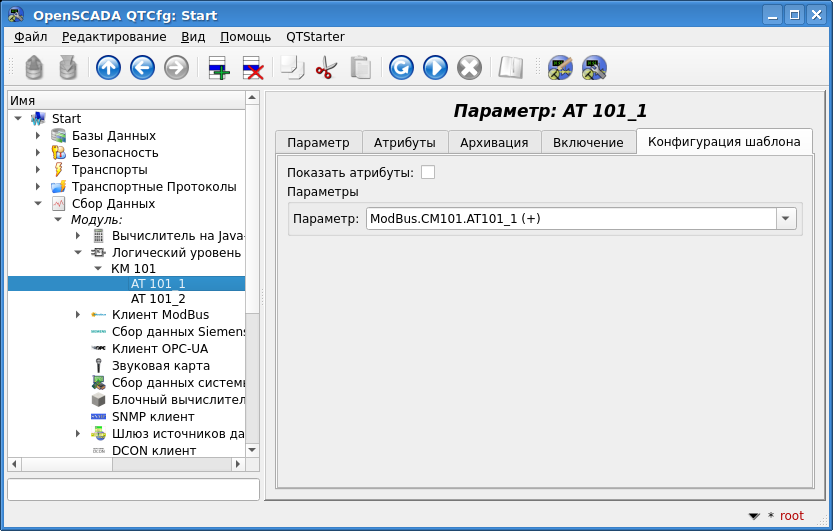 OpenSCADA QTCfg: Start
Файл Редактирование Вид Помощь QTStarter
Имя
Start
Базы Данных
Безопасность
Транспорты
Транспортные Протоколы
Сбор Данных
Модуль:
Вычислитель на Java-
Логический уровень
КМ 101
AT 101_1
AT 101_2
Клиент ModBus
Сбор данных Siemens
Клиент OPC-UA
Звуковая карта
Сбор данных системы
Блочный вычислител
SNMP клиент
Шлюз источников да
DCON клиент
Параметр: AT 101_1
Параметр Атрибуты Архивация Включение Конфигурация шаблона
Показать атрибуты:
Параметры
Параметр: ModBus.CM101.AT101_1 (+)
* root